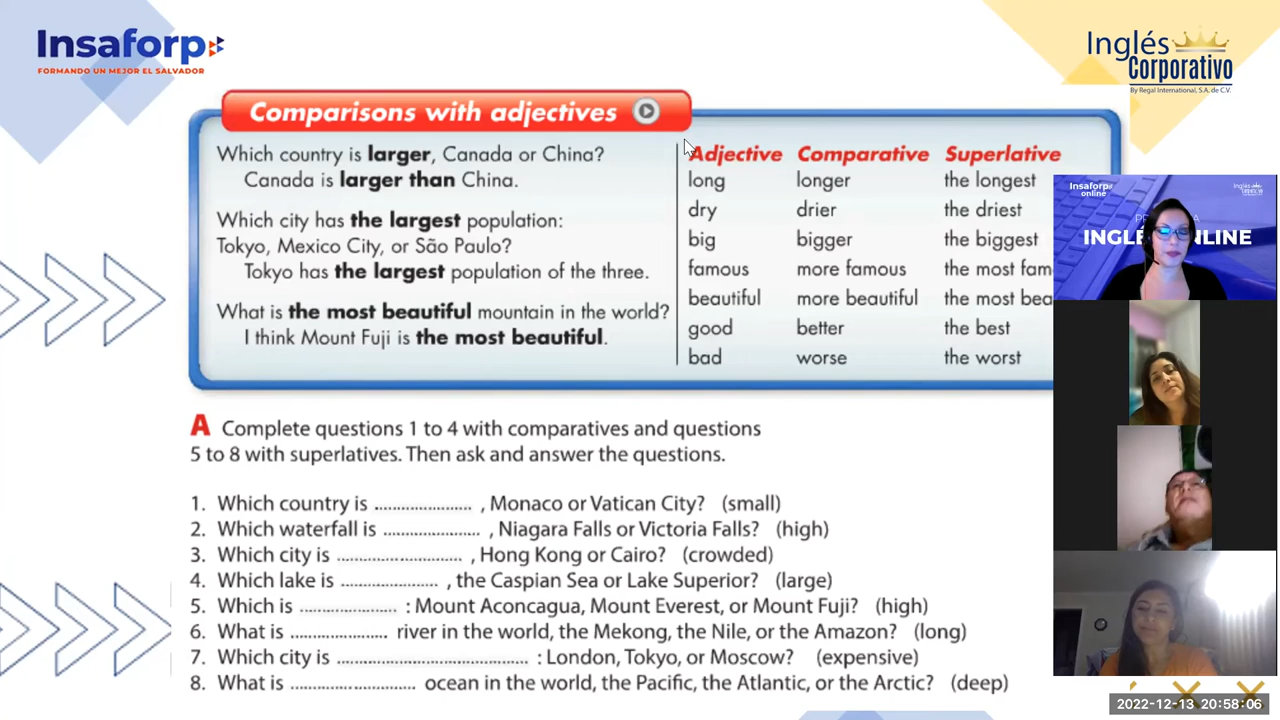 Insaforp
FORMANDO UN MEJOR EL SALVADOR
Inglés
Corporativo
By Regal International, S.A. de C.V.
Comparisons with adjectives
Which country is larger, Canada or China?
Canada is larger than China.
Which city has the largest population:
Tokyo, Mexico City, or São Paulo?
Tokyo has the largest population of the three.
What is the most beautiful mountain in the world?
I think Mount Fuji is the most beautiful.
Adjective Comparative Superlative
long longer the longest
dry drier the driest
big bigger the biggest
famous more famous the most fam
beautiful more beautiful the most bea
good better the best
bad worse the worst
A Complete questions 1 to 4 with comparatives and questions
5 to 8 with superlatives. Then ask and answer the questions.
1. Which country is ...................... , Monaco or Vatican City? (small)
2. Which waterfall is ...................... , Niagara Falls or Victoria Falls? (high)
3. Which city is ............................ , Hong Kong or Cairo? (crowded)
4. Which lake is ...................... , the Caspian Sea or Lake Superior? (large)
5. Which is ...................... : Mount Aconcagua, Mount Everest, or Mount Fuji? (high)
6. What is ...................... river in the world, the Mekong, the Nile, or the Amazon? (long)
7. Which city is ............................................ : London, Tokyo, or Moscow? (expensive)
8. What is ............................ ocean in the world, the Pacific, the Atlantic, or the Arctic? (deep)
Insaforp
online
INGLÉS ONLINE
2022-12-13 20:58:06